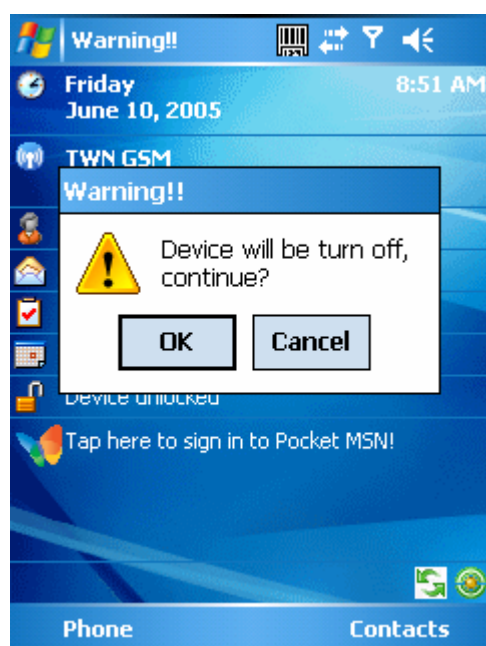 Warning!!
Friday
8:51 AM
June 10, 2005
TWN GSM
Warning!!
Device will be turn off,
continue?
OK
Cancel
Device unlocked
Tap here to sign in to Pocket MSN!
Phone
Contacts